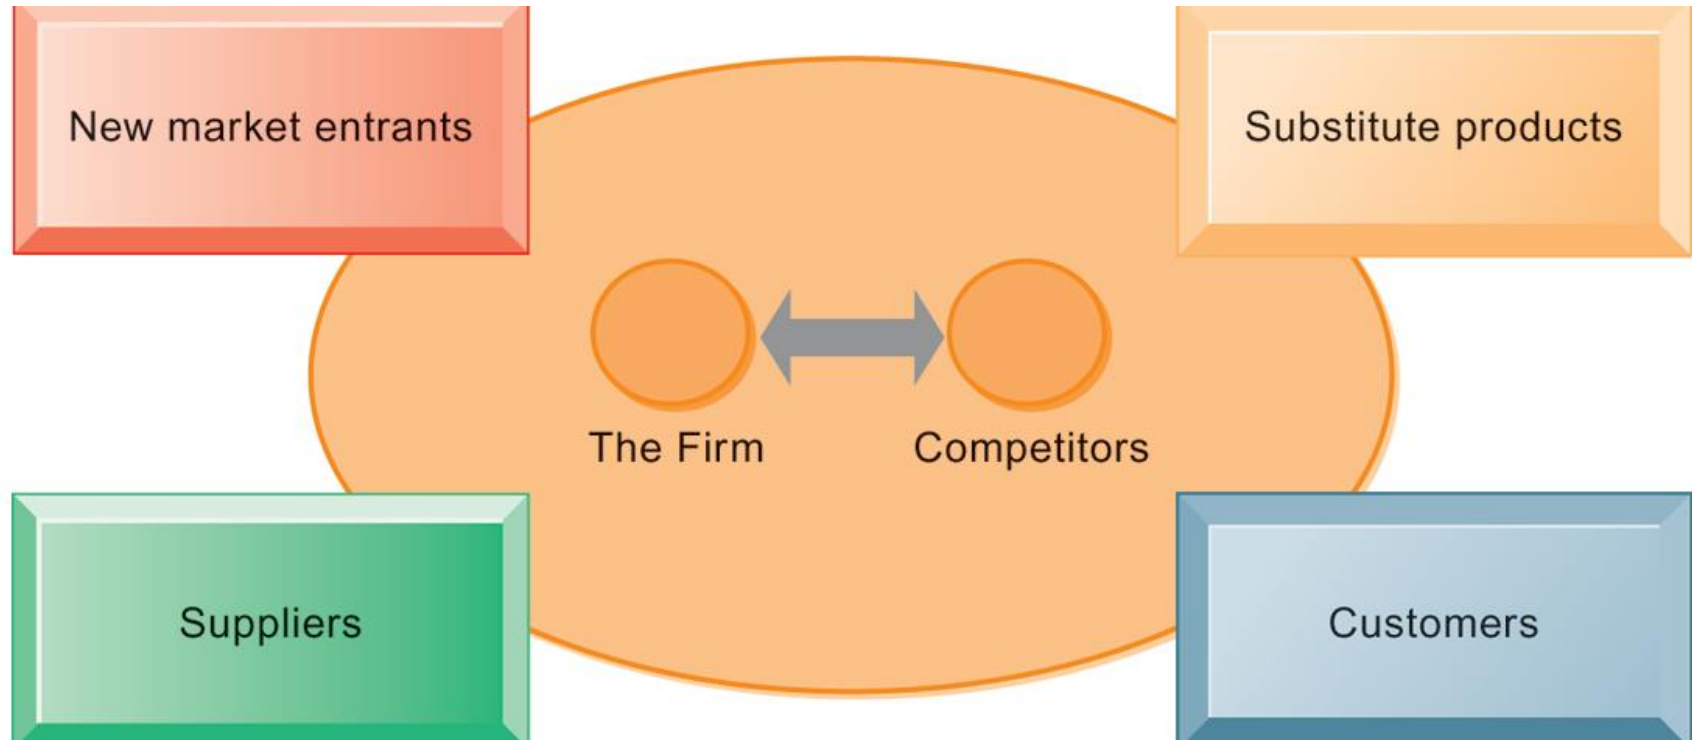 New market entrants
Substitute products
The Firm
Competitors
Suppliers
Customers